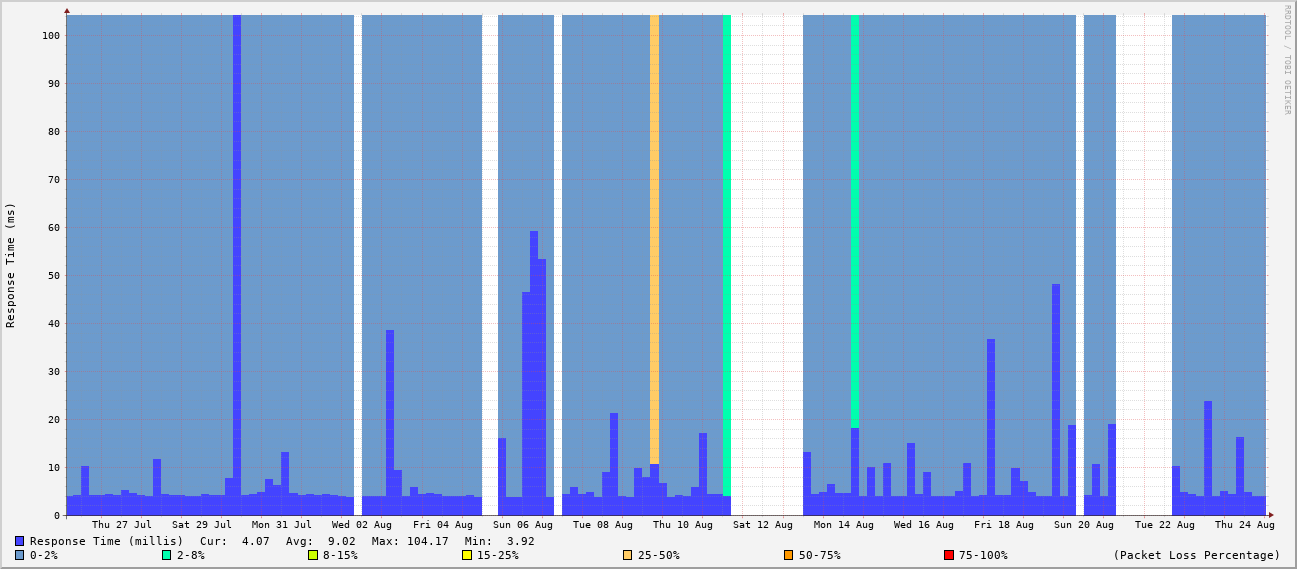 RRDTOOL / TOBI OETIKER
Response Time (ms)
100
90
80
70
60
50
40
30
20
10
0
Thu 27 Jul Sat 29 Jul Mon 31 Jul Wed 02 Aug Fri 04 Aug Sun 06 Aug Tue 08 Aug Thu 10 Aug Sat 12 Aug Mon 14 Aug Wed 16 Aug Fri 18 Aug Sun 20 Aug Tue 22 Aug Thu 24 Aug
Response Time (millis) Cur: 4.07 Avg: 9.02 Max: 104.17 Min: 3.92
0-2% 2-8% 8-15% 15-25% 25-50% 50-75% 75-100% (Packet Loss Percentage)